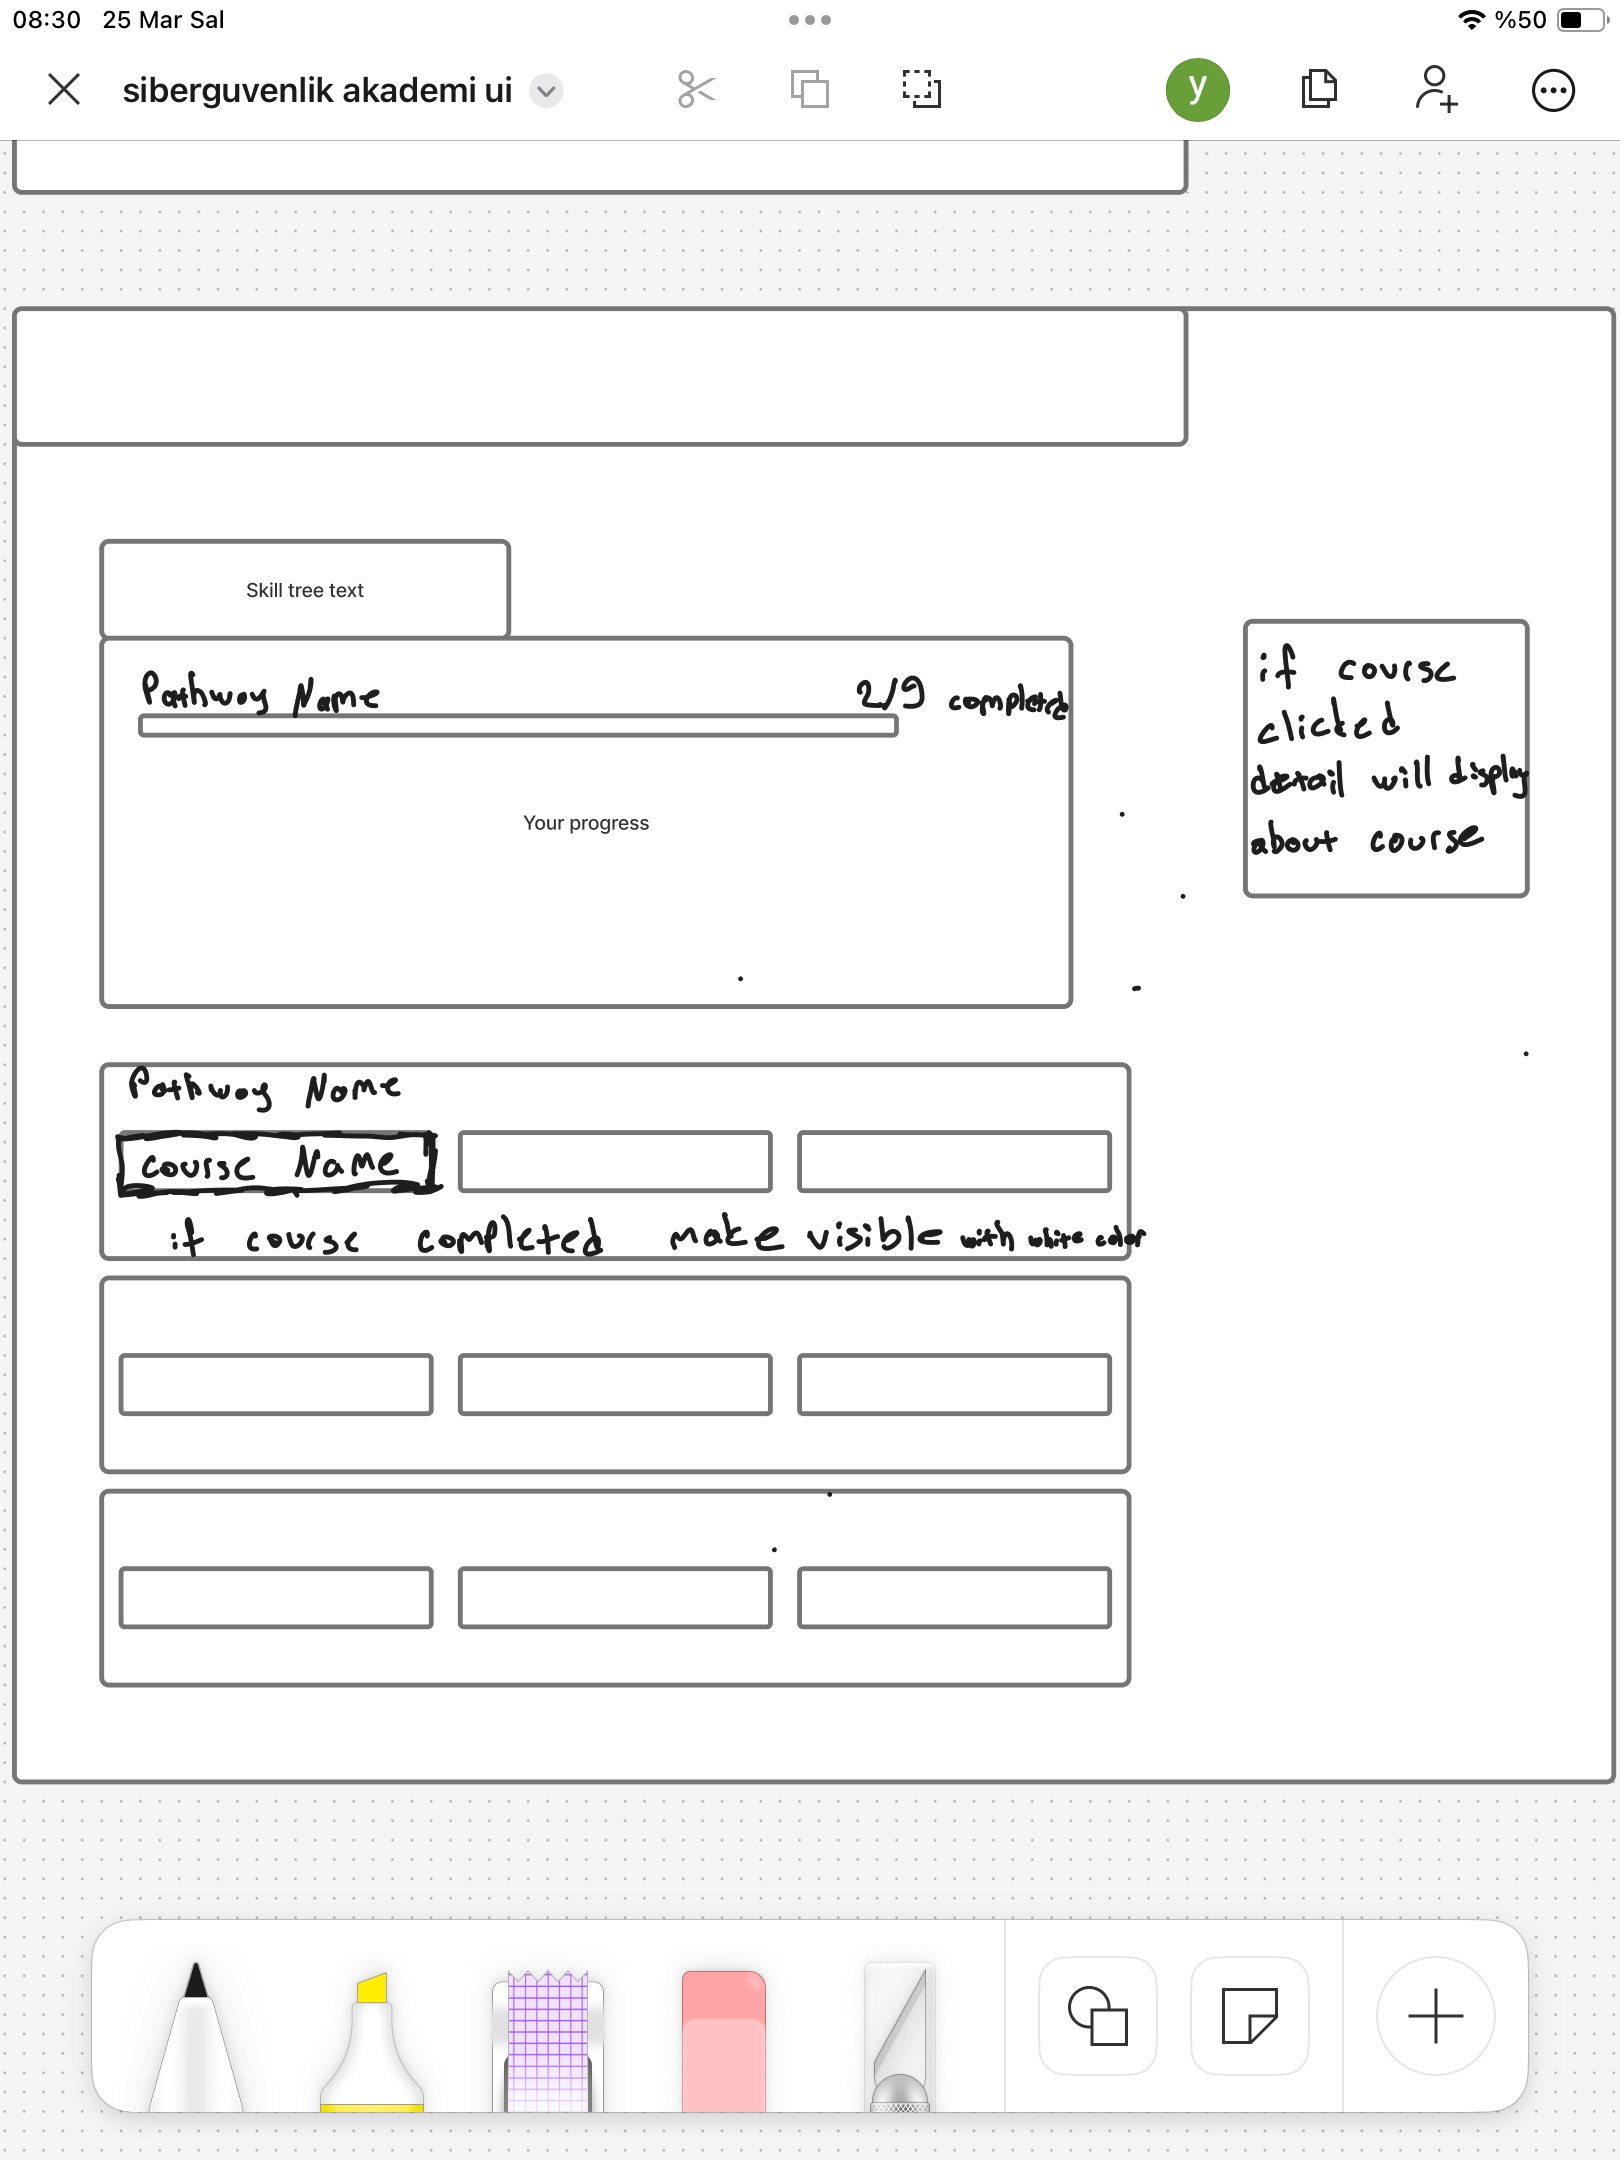 08:30 25 Mar Sal %50
siberguvenlik akademi ui y
Skill tree text
Pathway Name 2/9 completed
Your progress
if course
clicked
detail will display
about course
Pathway Name
course Name
if course completed make visible with white color